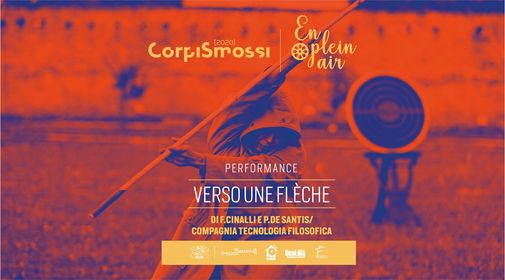 [2020]
CorpiSmossi
En
plein
air
PERFORMANCE
VERSO UNE FLÈCHE
DI F.CINALLI E P.DE SANTIS/
COMPAGNIA TECNOLOGIA FILOSOFICA